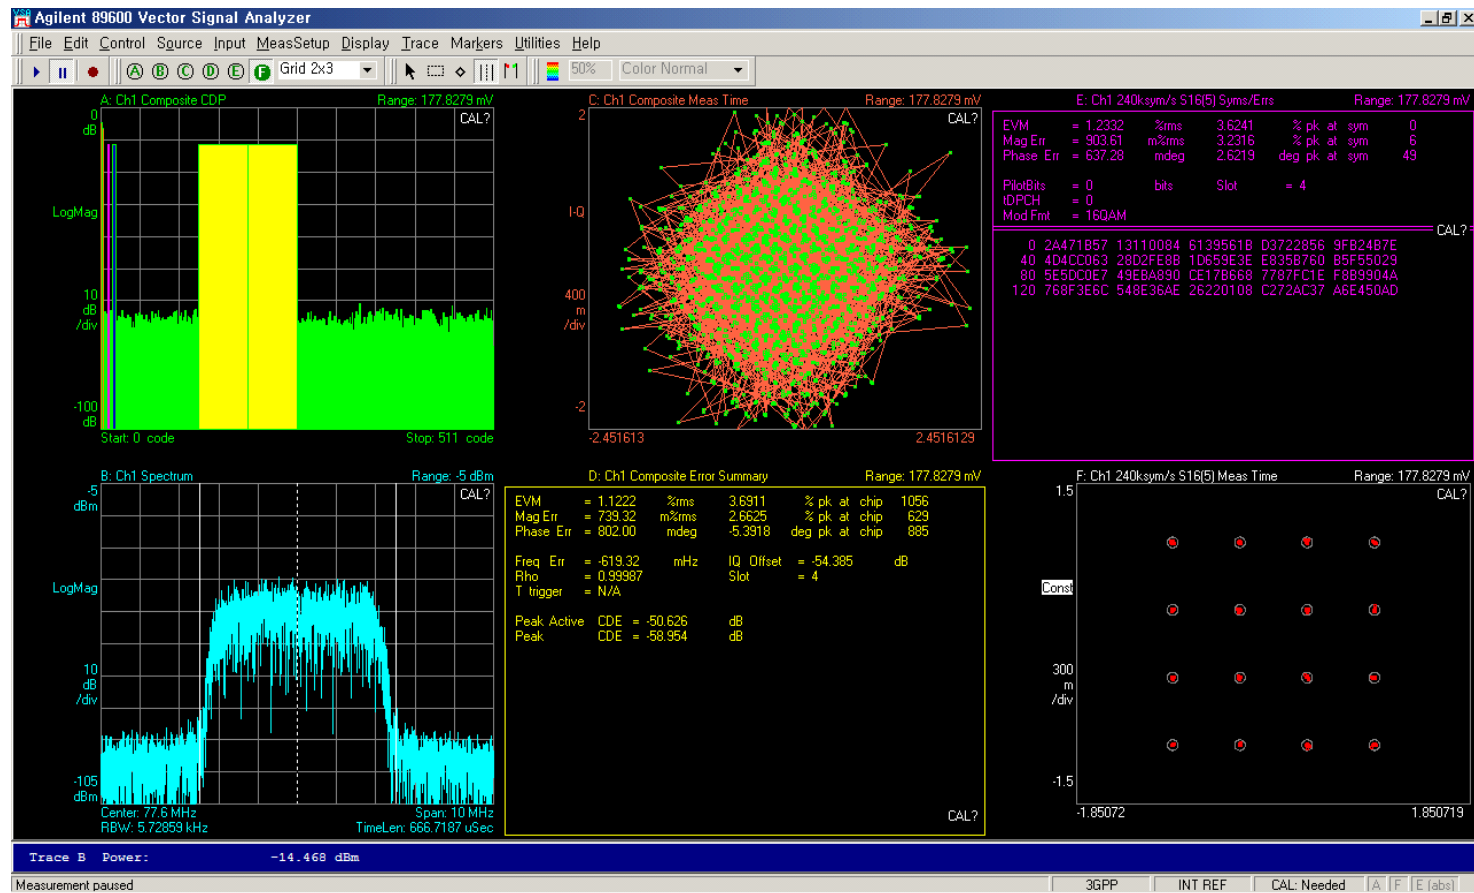 Agilent 89600 Vector Signal Analyzer
File Edit Control Source Input MeasSetup Display Trace Markers Utilities Help
A B C D E F Grid 2x3 50% Color Normal
A: Ch1 Composite CDP Range: 177.8279 mV
0
dB
CAL?
LogMag
10
dB
/div
-100
dB
Start: 0 code Stop: 511 code
C: Ch1 Composite Meas Time Range: 177.8279 mV
2
CAL?
I-Q
400
m
/div
-2
-2.451613 2.4516129
E: Ch1 240ksym/s S16(5) Syms/Errs Range: 177.8279 mV
EVM = 1.2332 %rms 3.6241 % pk at sym 0
Mag Err = 903.61 m%rms 3.2316 % pk at sym 6
Phase Err = 637.28 mdeg 2.6219 deg pk at sym 49
PilotBits = 0 bits Slot = 4
tDPCH = 0
Mod Fmt = 16QAM
CAL?
0 2A471B57 13110084 6139561B D3722856 9FB24B7E
40 4D4CC063 28D2FE8B 1D659E3E E835B760 B5F55029
80 5E5DC0E7 49EBA890 CE17B668 7787FC1E F8B9904A
120 768F3E6C 548E36AE 26220108 C272AC37 A6E450AD
B: Ch1 Spectrum Range: -5 dBm
-5
dBm
CAL?
LogMag
10
dB
/div
-105
dBm
Center: 77.6 MHz Span: 10 MHz
RBW: 5.72859 kHz TimeLen: 666.7187 uSec
D: Ch1 Composite Error Summary Range: 177.8279 mV
EVM = 1.1222 %rms 3.6911 % pk at chip 1056
Mag Err = 739.32 m%rms 2.6625 % pk at chip 629
Phase Err = 802.00 mdeg -5.3918 deg pk at chip 885
Freq Err = -619.32 mHz IQ Offset = -54.385 dB
Rho = 0.99987 Slot = 4
T trigger = N/A
Peak Active CDE = -50.626 dB
Peak CDE = -58.954 dB
CAL?
F: Ch1 240ksym/s S16(5) Meas Time Range: 177.8279 mV
1.5
CAL?
Const
300
m
/div
-1.5
-1.85072 1.850719
Trace B Power: -14.468 dBm
Measurement paused 3GPP INT REF CAL: Needed A F E (abs)